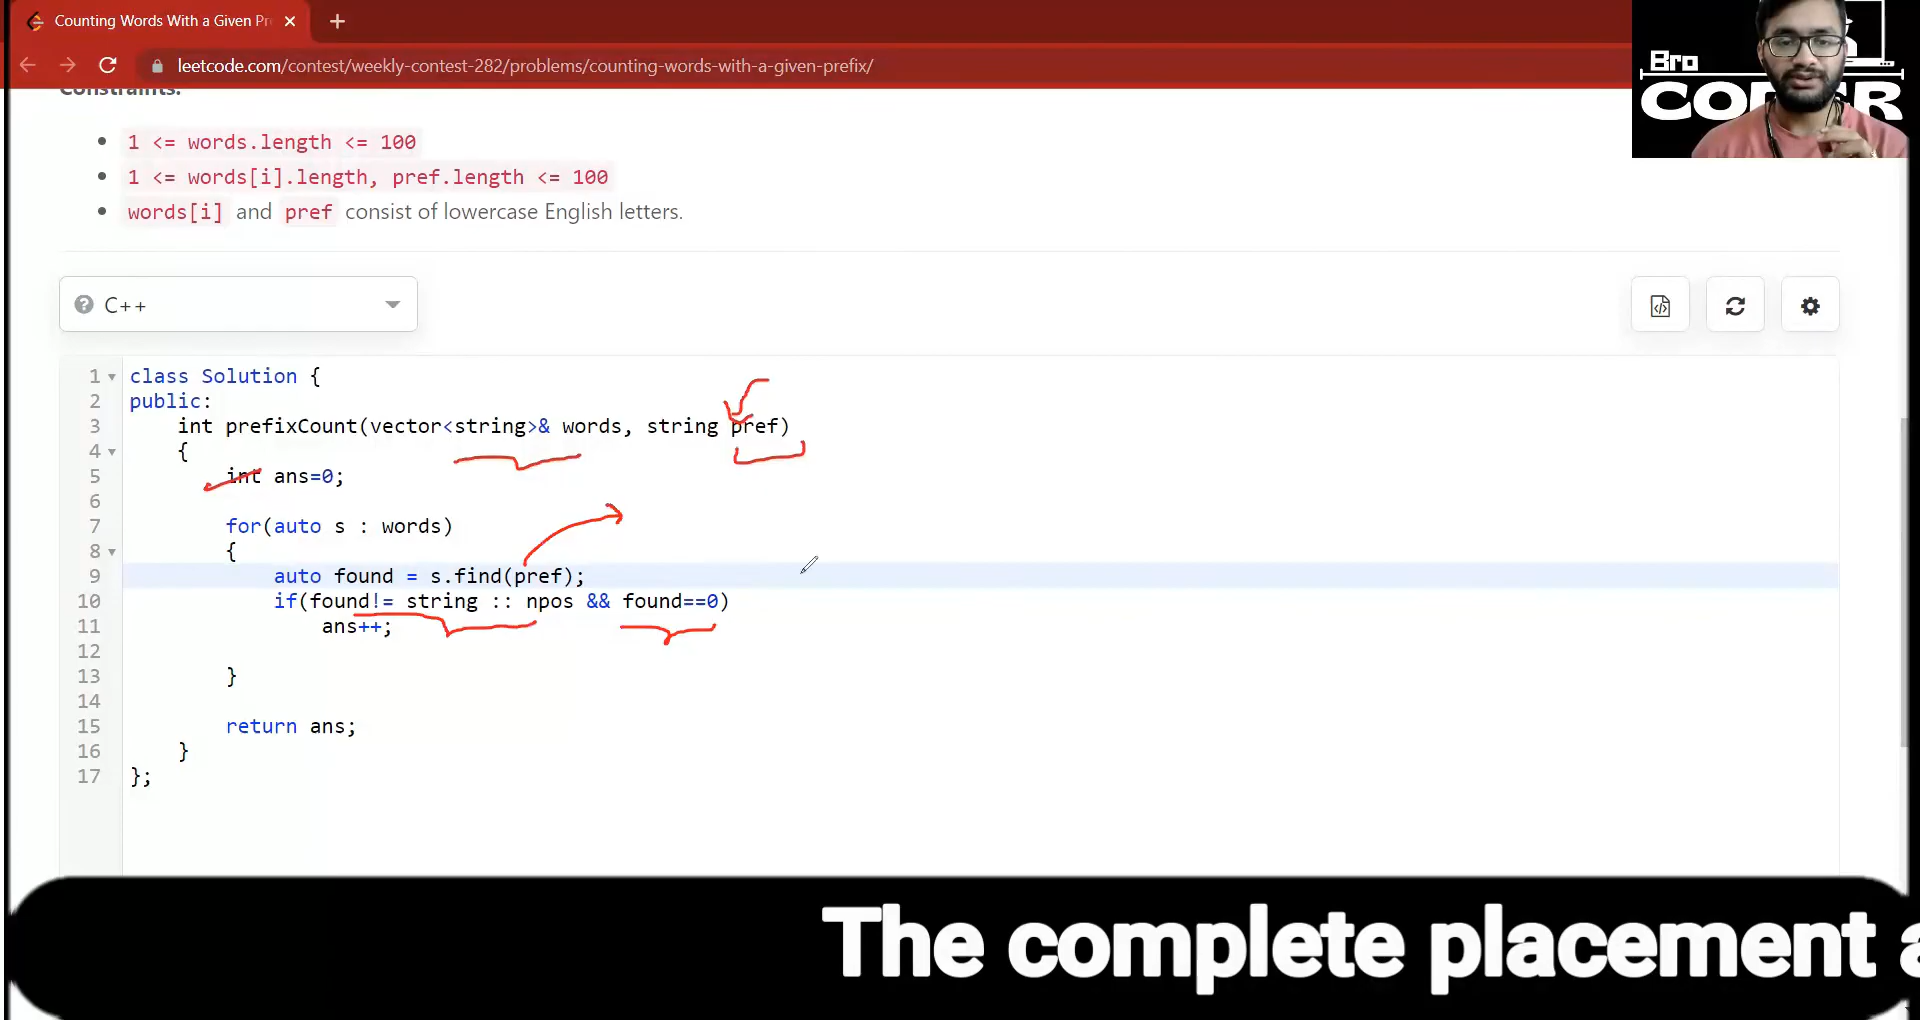 Counting Words With a Given Pr
leetcode.com/contest/weekly-contest-282/problems/counting-words-with-a-given-prefix/
Bro
CODER
Constraints:
1 <= words.length <= 100
1 <= words[i].length, pref.length <= 100
words[i] and pref consist of lowercase English letters.
C++
1 class Solution {
2 public:
3 int prefixCount(vector<string>& words, string pref)
4 {
5 int ans=0;
6
7 for(auto s : words)
8 {
9 auto found = s.find(pref);
10 if(found!= string :: npos && found==0)
11 ans++;
12
13 }
14
15 return ans;
16 }
17 };
The complete placement a